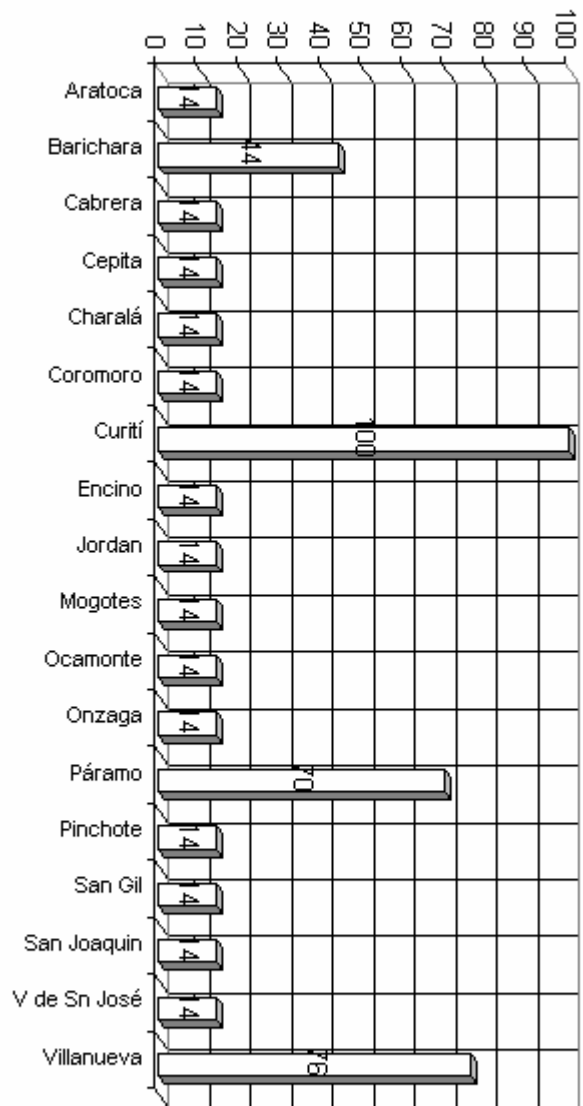 0 10 20 30 40 50 60 70 80 90 100
Aratoca 14
Barichara 44
Cabrera 14
Cepita 14
Charalá 14
Coromoro 14
Curití 100
Encino 14
Jordan 14
Mogotes 14
Ocamonte 14
Onzaga 14
Páramo 70
Pinchote 14
San Gil 14
San Joaquin 14
V de Sn José 14
Villanueva 76